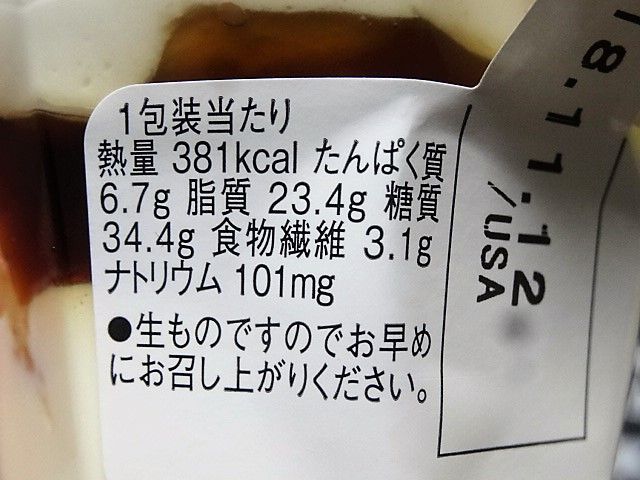 1包装当たり
熱量 381kcal たんぱく質
6.7g 脂質 23.4g 糖質
34.4g 食物繊維 3.1g
ナトリウム 101mg
●生ものですのでお早め
にお召し上がりください。
18.11.12
/USA